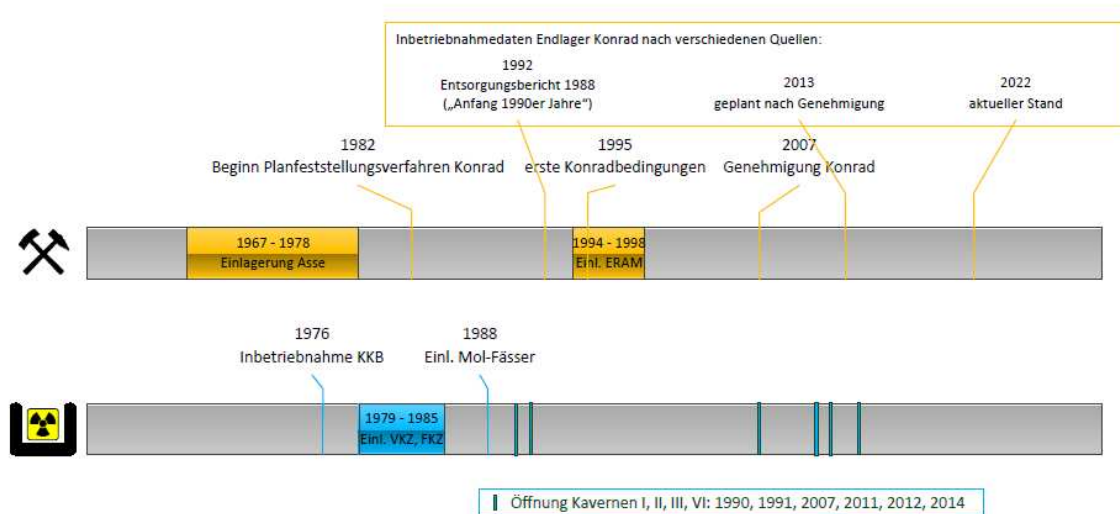 Inbetriebnahmedaten Endlager Konrad nach verschiedenen Quellen:
1992
Entsorgungsbericht 1988
(„Anfang 1990er Jahre“)
2013
geplant nach Genehmigung
2022
aktueller Stand
1982
Beginn Planfeststellungsverfahren Konrad
1995
erste Konradbedingungen
2007
Genehmigung Konrad
1967 - 1978
Einlagerung Asse
1994 - 1998
Einl. ERAM
1976
Inbetriebnahme KKB
1988
Einl. Mol-Fässer
1979 - 1985
Einl. VKZ, FKZ
Öffnung Kavernen I, II, III, VI: 1990, 1991, 2007, 2011, 2012, 2014